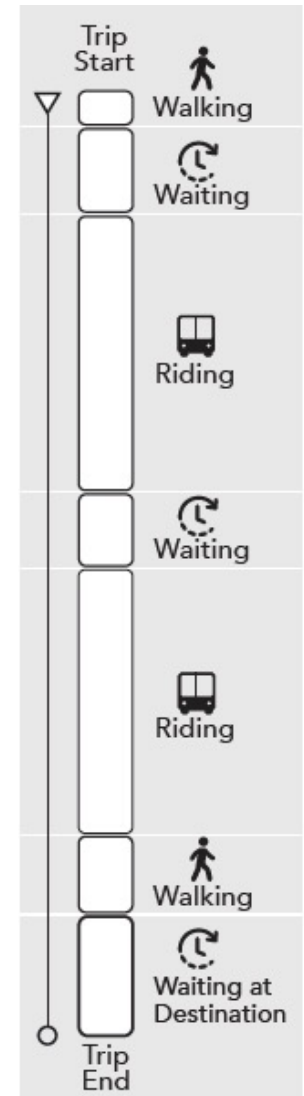 Trip
Start
Walking
Waiting
Riding
Waiting
Riding
Walking
Waiting at
Destination
Trip
End